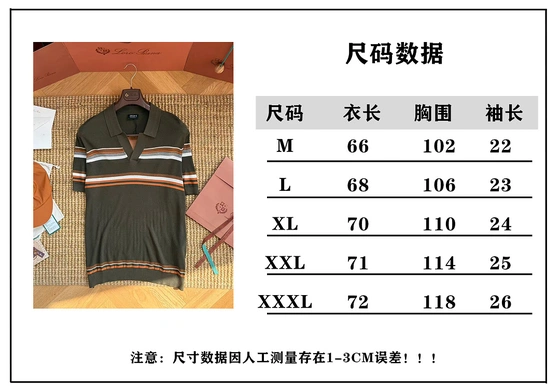 尺码数据
尺码 衣长 胸围 袖长
M 66 102 22
L 68 106 23
XL 70 110 24
XXL 71 114 25
XXXL 72 118 26
注意：尺寸数据因人工测量存在1-3CM误差！！！